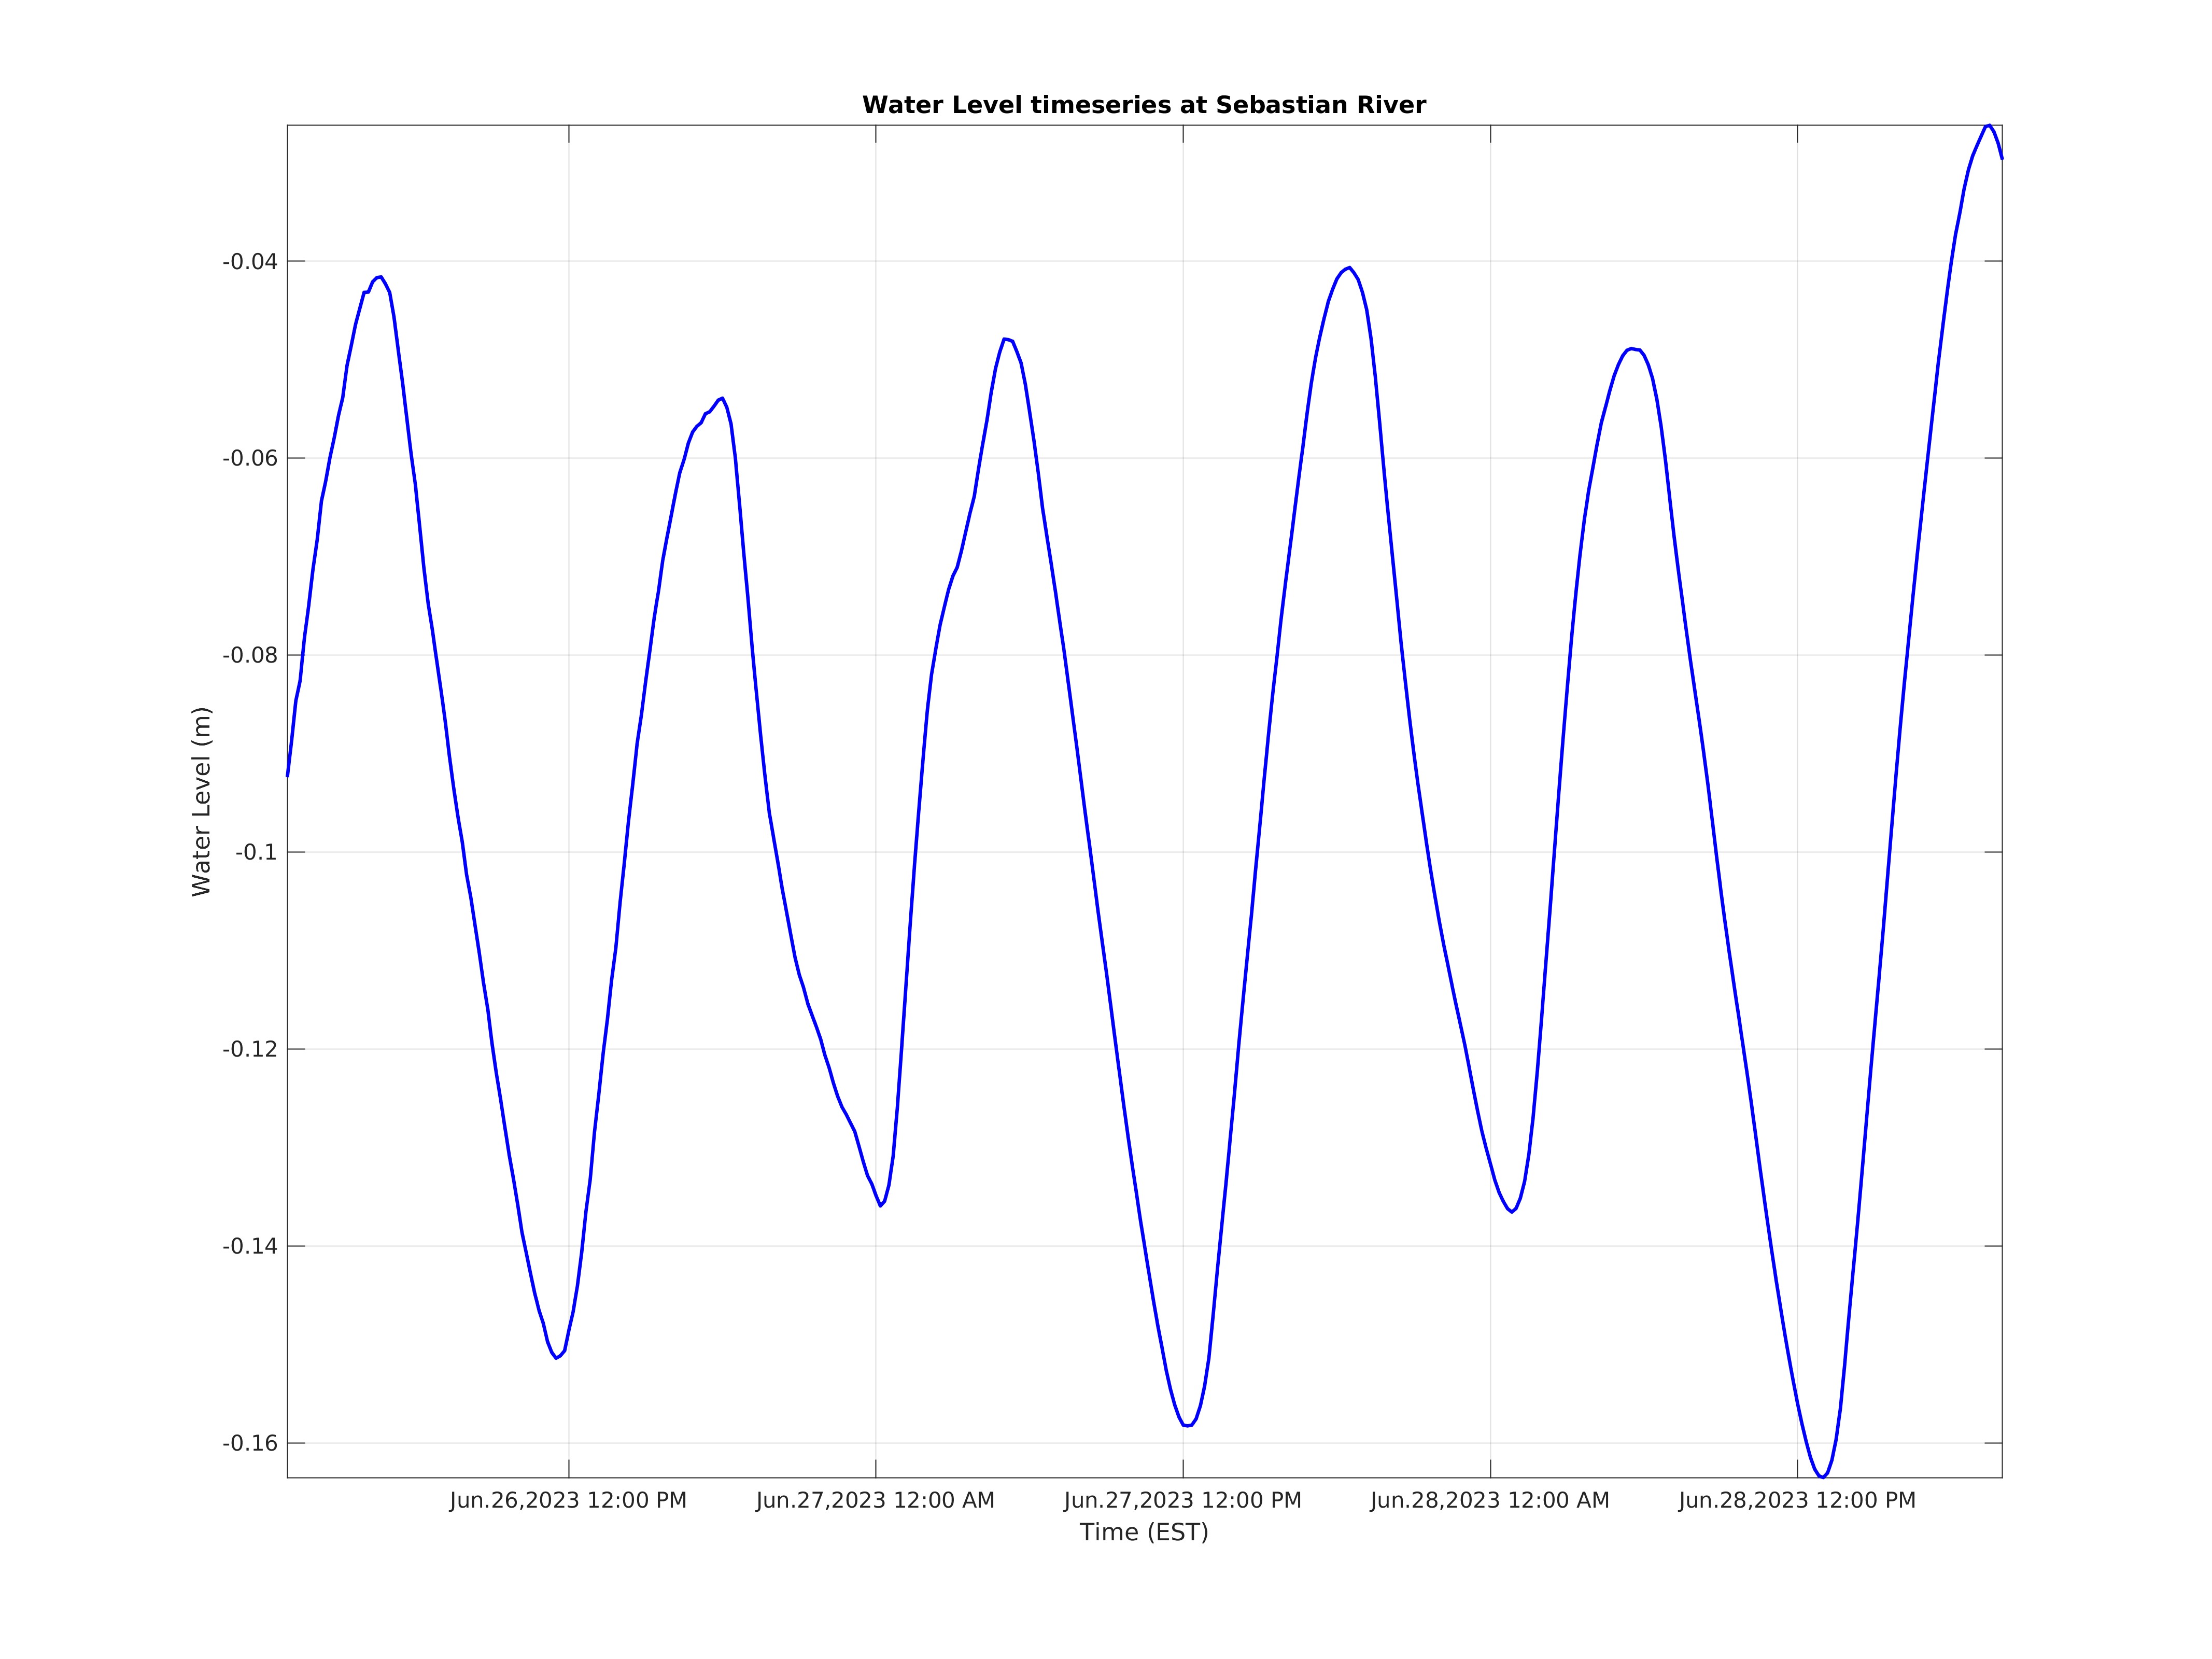 Water Level timeseries at Sebastian River
-0.04
-0.06
-0.08
-0.1
-0.12
-0.14
-0.16
Water Level (m)
Jun.26,2023 12:00 PM
Jun.27,2023 12:00 AM
Jun.27,2023 12:00 PM
Jun.28,2023 12:00 AM
Jun.28,2023 12:00 PM
Time (EST)